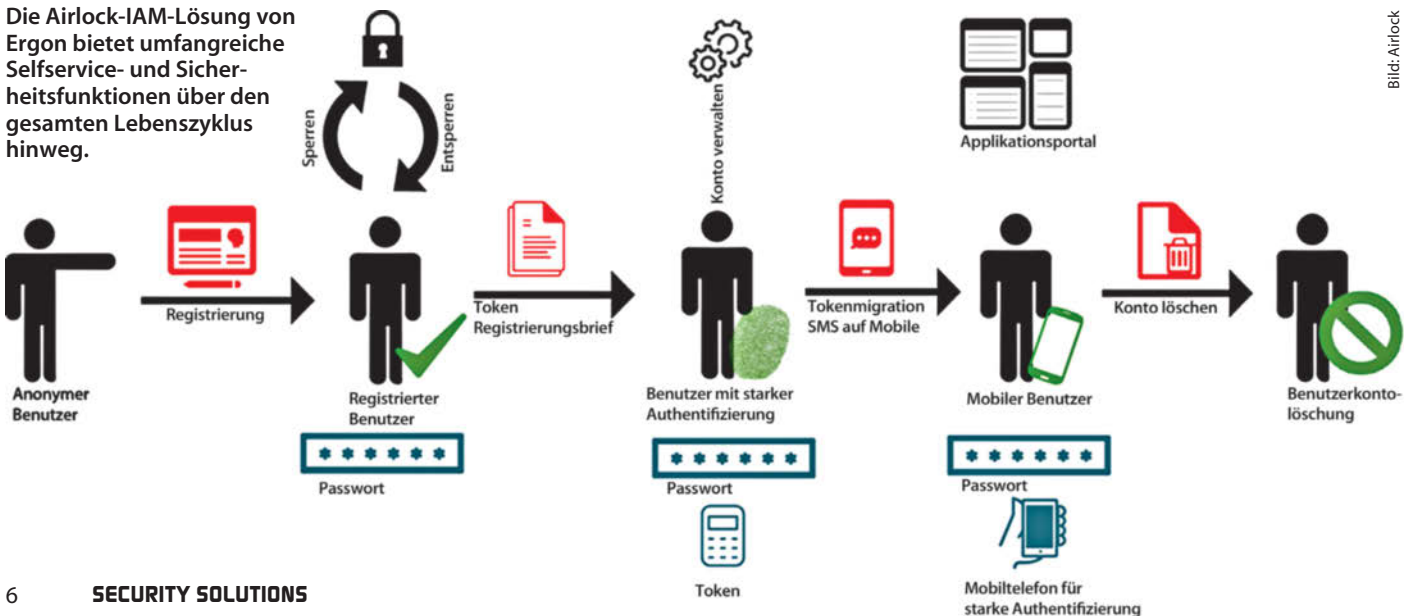 Die Airlock-IAM-Lösung von
Ergon bietet umfangreiche
Selfservice- und Sicher-
heitsfunktionen über den
gesamten Lebenszyklus
hinweg.
Sperren
Entsperren
Konto verwalten
Applikationsportal
Bild: Airlock
Anonymer
Benutzer
Registrierung
Registrierter
Benutzer
******
Passwort
Token
Registrierungsbrief
Benutzer mit starker
Authentifizierung
******
Passwort
Token
Tokenmigration
SMS auf Mobile
Mobiler Benutzer
******
Passwort
Mobiltelefon für
starke Authentifizierung
Konto löschen
Benutzerkonto-
löschung
6 SECURITY SOLUTIONS